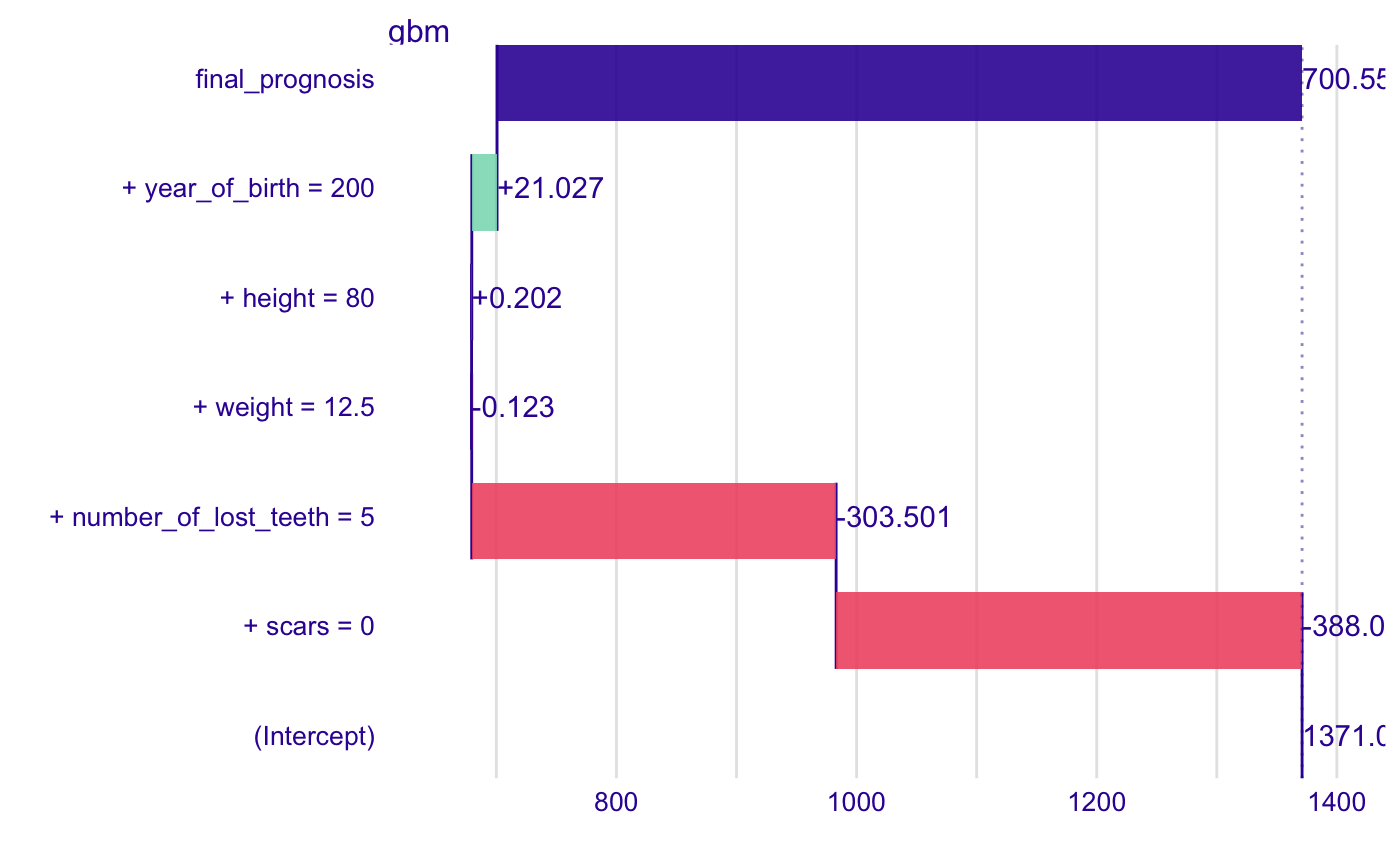 gbm
final_prognosis 700.55
+ year_of_birth = 200 +21.027
+ height = 80 +0.202
+ weight = 12.5 -0.123
+ number_of_lost_teeth = 5 -303.501
+ scars = 0 -388.0
(Intercept) 1371.0
800 1000 1200 1400